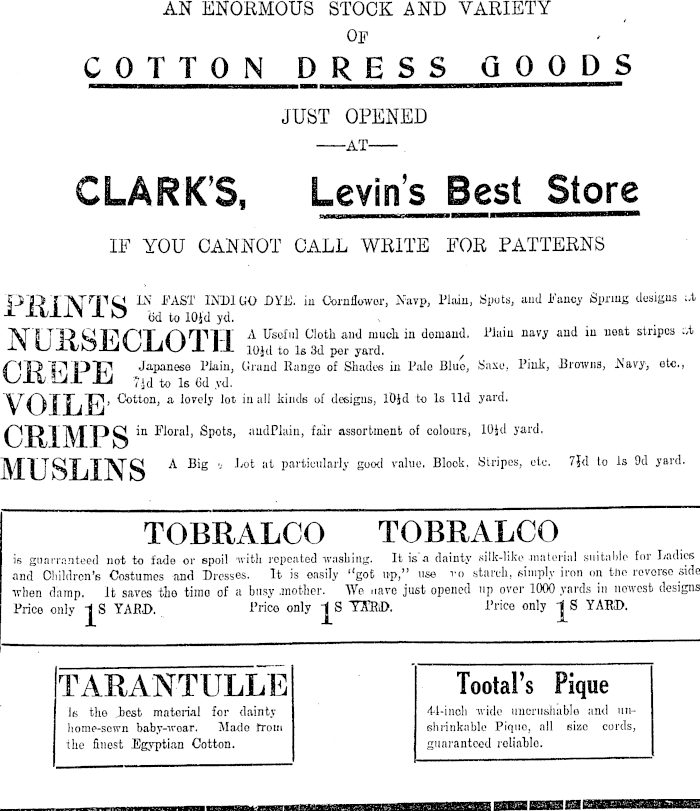 AN ENORMOUS STOCK AND VARIETY
OF
COTTON DRESS GOODS
JUST OPENED
—AT—
CLARK'S, Levin's Best Store
IF YOU CANNOT CALL WRITE FOR PATTERNS
PRINTS IN FAST INDIGO DYE. in Cornflower, Navp, Plain, Spots, and Fancy Spring designs at
6d to 10½d yd.
NURSECLOTH A Useful Cloth and much in demand. Plain navy and in neat stripes at
10½d to 1s 3d per yard.
CREPE Japanese Plain, Grand Range of Shades in Pale Blue, Saxe, Pink, Browns, Navy, etc.,
7½d to 1s 6d yd.
VOILE, Cotton, a lovely lot in all kinds of designs, 10½d to 1s 11d yard.
CRIMPS in Floral, Spots, and Plain, fair assortment of colours, 10½d yard.
MUSLINS A Big Lot at particularly good value. Block, Stripes, etc. 7½d to 1s 9d yard.
TOBRALCO TOBRALCO
is guarranteed not to fade or spoil with repeated washing. It is a dainty silk-like material suitable for Ladies
and Children's Costumes and Dresses. It is easily "got up," use no starch, simply iron on the reverse side
when damp. It saves the time of a busy mother. We have just opened up over 1000 yards in newest designs
Price only 1S YARD. Price only 1S YARD. Price only 1S YARD.
TARANTULLE
Is the best material for dainty
home-sewn baby-wear. Made from
the finest Egyptian Cotton.
Tootal's Pique
44-inch wide uncrushable and un-
shrinkable Pique, all size cords,
guaranteed reliable.